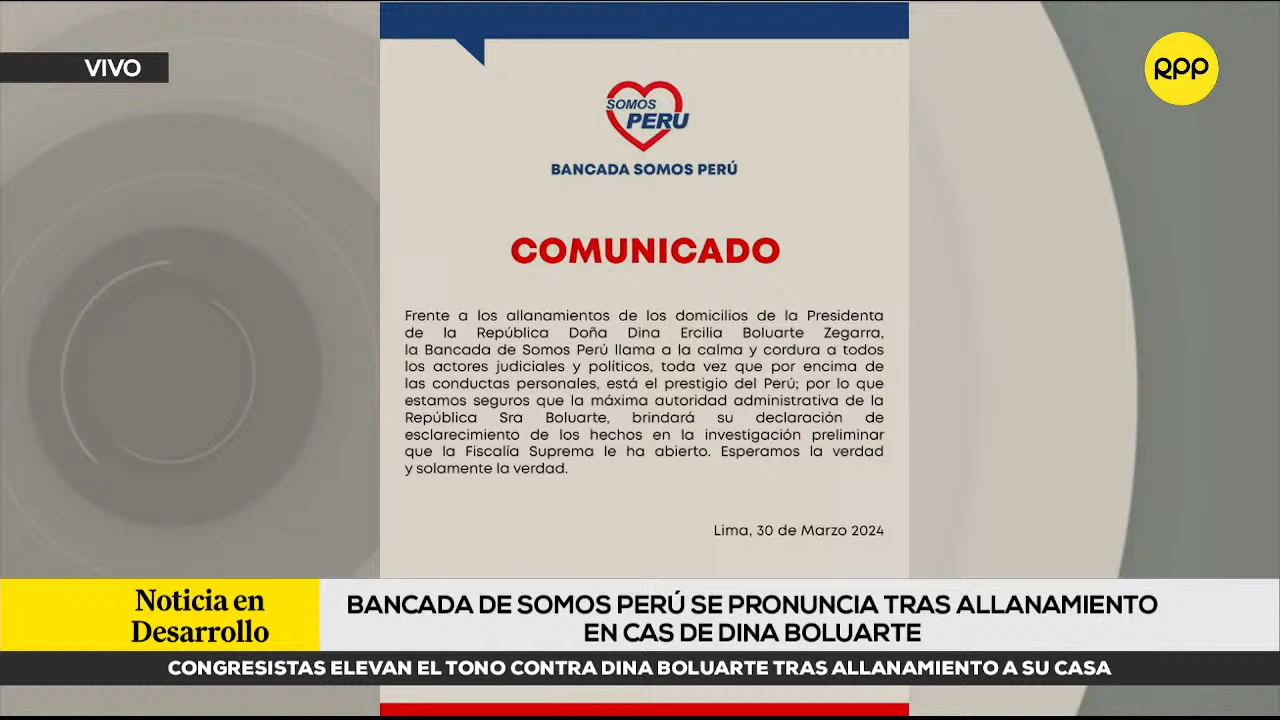 VIVO
RPP
SOMOS
PERU
BANCADA SOMOS PERÚ
COMUNICADO
Frente a los allanamientos de los domicilios de la Presidenta
de la República Doña Dina Ercilia Boluarte Zegarra,
la Bancada de Somos Perú llama a la calma y cordura a todos
los actores judiciales y políticos, toda vez que por encima de
las conductas personales, está el prestigio del Perú; por lo que
estamos seguros que la máxima autoridad administrativa de la
República Sra Boluarte, brindará su declaración de
esclarecimiento de los hechos en la investigación preliminar
que la Fiscalía Suprema le ha abierto. Esperamos la verdad
y solamente la verdad.
Lima, 30 de Marzo 2024
Noticia en
Desarrollo
BANCADA DE SOMOS PERÚ SE PRONUNCIA TRAS ALLANAMIENTO
EN CAS DE DINA BOLUARTE
CONGRESISTAS ELEVAN EL TONO CONTRA DINA BOLUARTE TRAS ALLANAMIENTO A SU CASA